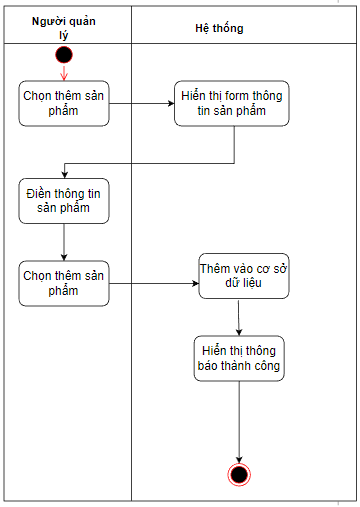 Người quản
lý
Hệ thống
Chọn thêm sản
phẩm
Hiển thị form thông
tin sản phẩm
Điền thông tin
sản phẩm
Chọn thêm sản
phẩm
Thêm vào cơ sở
dữ liệu
Hiển thị thông
báo thành công